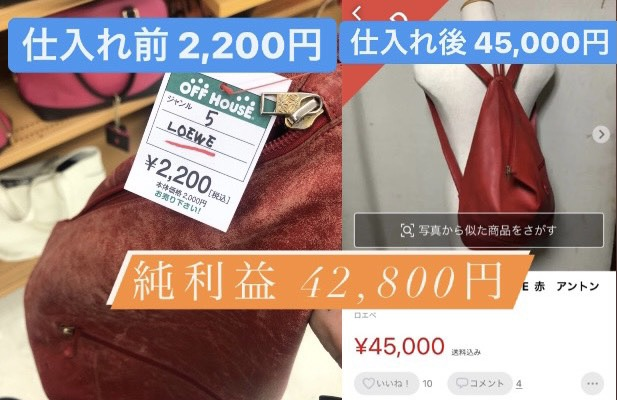 仕入れ前 2,200円
OFF HOUSE
ジャンル
5
LOEWE
¥2,200
[税込]
本体価格 2,000円
お売り下さい!
仕入れ後 45,000円
写真から似た商品をさがす
純利益 42,800円
E 赤 アントン
ロエベ
¥45,000 送料込み
いいね! 10 コメント 4